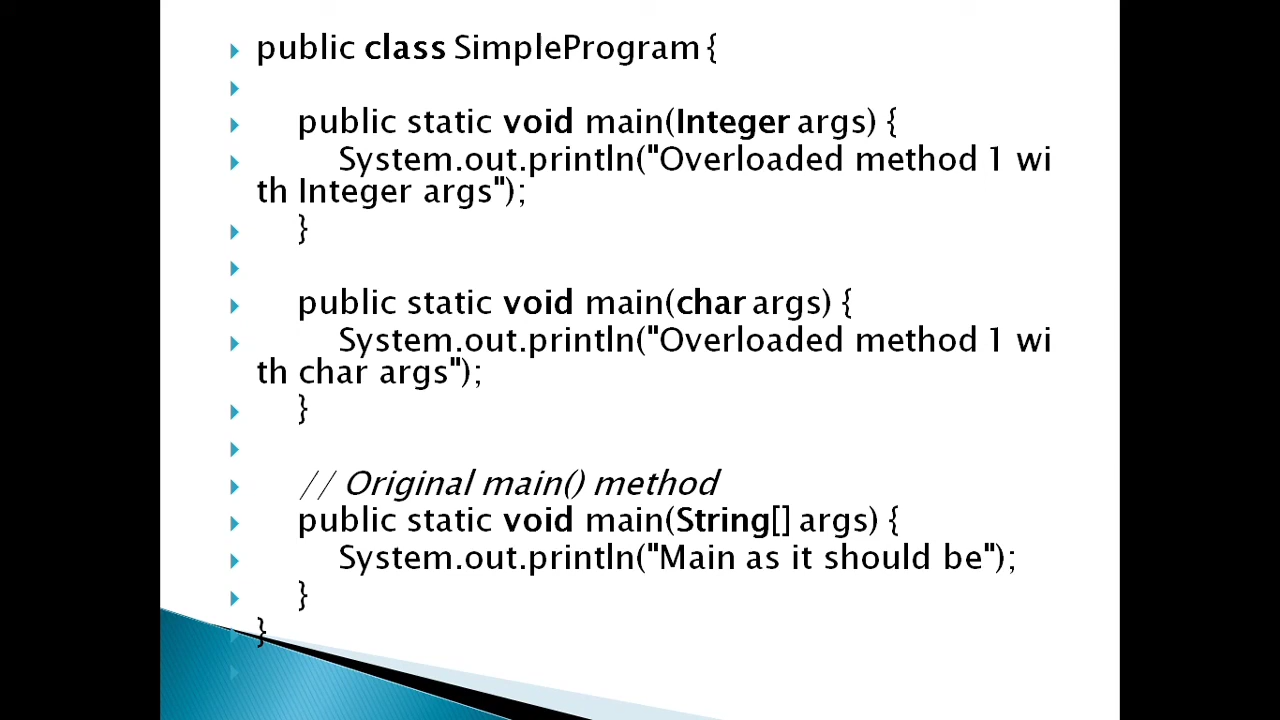 public class SimpleProgram {
public static void main(Integer args) {
System.out.println("Overloaded method 1 wi
th Integer args");
}
public static void main(char args) {
System.out.println("Overloaded method 1 wi
th char args");
}
// Original main() method
public static void main(String[] args) {
System.out.println("Main as it should be");
}
}